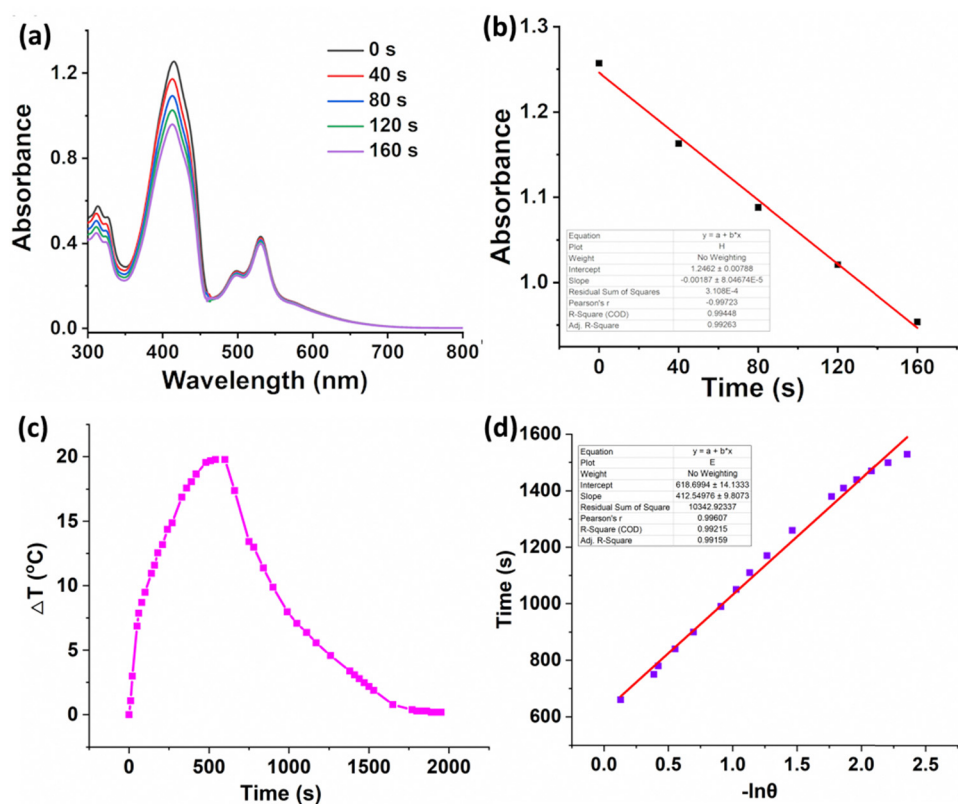 (a)
0 s
40 s
80 s
120 s
160 s
1.2
0.8
0.4
0.0
300 400 500 600 700 800
Absorbance
Wavelength (nm)
(b)
1.3
1.2
1.1
1.0
0 40 80 120 160
Absorbance
Time (s)
Equation y = a + b*x
Plot H
Weight No Weighting
Intercept 1.2462 ± 0.00788
Slope -0.00187 ± 8.04674E-5
Residual Sum of Squares 3.108E-4
Pearson's r -0.99723
R-Square (COD) 0.99448
Adj. R-Square 0.99263
(c)
20
15
10
5
0
0 500 1000 1500 2000
△T (ºC)
Time (s)
(d)
1600
1400
1200
1000
800
600
0.0 0.5 1.0 1.5 2.0 2.5
Time (s)
-lnθ
Equation y = a + b*x
Plot E
Weight No Weighting
Intercept 618.6994 ± 14.1333
Slope 412.54976 ± 9.8073
Residual Sum of Square 10342.92337
Pearson's r 0.99607
R-Square (COD) 0.99215
Adj. R-Square 0.99159